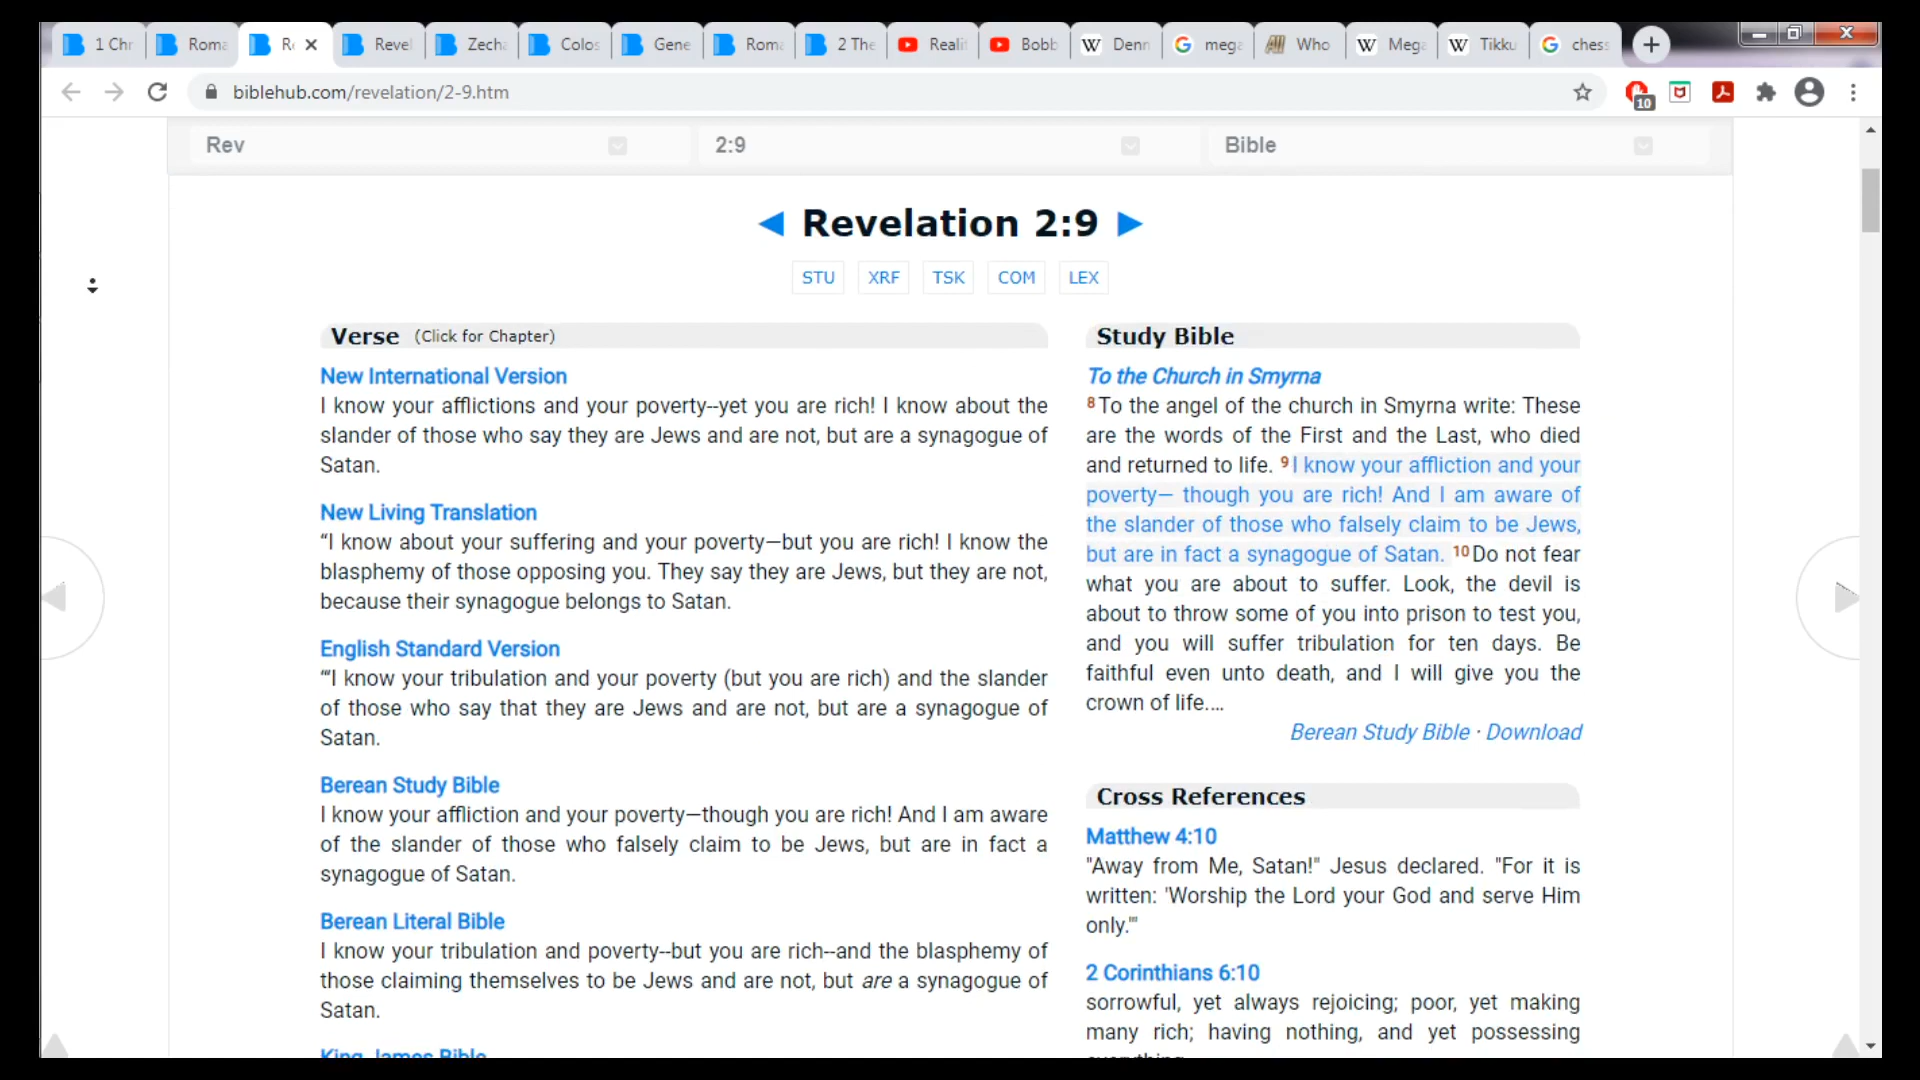 1 Chr
Roma
Re
Revel
Zecha
Colos
Gene
Roma
2 The
Realit
Bobb
Denn
mega
Who
Mega
Tikku
chess
biblehub.com/revelation/2-9.htm
10
Rev
2:9
Bible
Revelation 2:9
STU
XRF
TSK
COM
LEX
Verse (Click for Chapter)
New International Version
I know your afflictions and your poverty--yet you are rich! I know about the
slander of those who say they are Jews and are not, but are a synagogue of
Satan.
New Living Translation
“I know about your suffering and your poverty—but you are rich! I know the
blasphemy of those opposing you. They say they are Jews, but they are not,
because their synagogue belongs to Satan.
English Standard Version
“‘I know your tribulation and your poverty (but you are rich) and the slander
of those who say that they are Jews and are not, but are a synagogue of
Satan.
Berean Study Bible
I know your affliction and your poverty—though you are rich! And I am aware
of the slander of those who falsely claim to be Jews, but are in fact a
synagogue of Satan.
Berean Literal Bible
I know your tribulation and poverty--but you are rich--and the blasphemy of
those claiming themselves to be Jews and are not, but are a synagogue of
Satan.
King James Bible
Study Bible
To the Church in Smyrna
8To the angel of the church in Smyrna write: These
are the words of the First and the Last, who died
and returned to life. 9I know your affliction and your
poverty— though you are rich! And I am aware of
the slander of those who falsely claim to be Jews,
but are in fact a synagogue of Satan. 10Do not fear
what you are about to suffer. Look, the devil is
about to throw some of you into prison to test you,
and you will suffer tribulation for ten days. Be
faithful even unto death, and I will give you the
crown of life.…
Berean Study Bible · Download
Cross References
Matthew 4:10
"Away from Me, Satan!" Jesus declared. "For it is
written: 'Worship the Lord your God and serve Him
only.'"
2 Corinthians 6:10
sorrowful, yet always rejoicing; poor, yet making
many rich; having nothing, and yet possessing
everything.